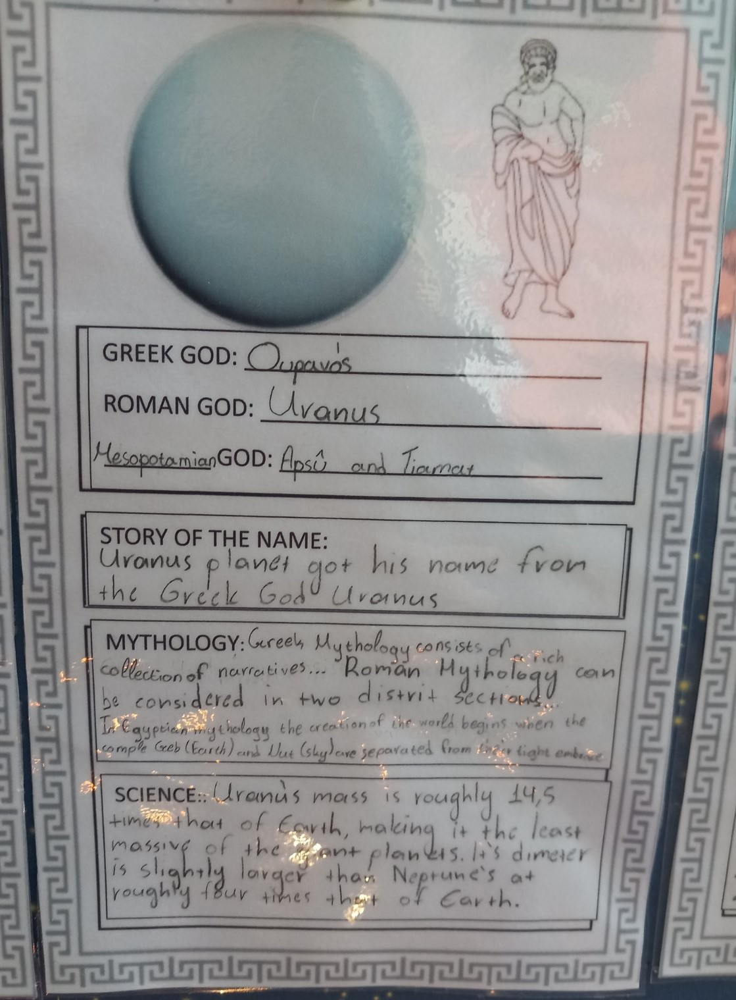 GREEK GOD: Ουρανός
ROMAN GOD: Uranus
Mesopotamian GOD: Apsû and Tiamat
STORY OF THE NAME:
Uranus planet got his name from
the Greek God Uranus
MYTHOLOGY: Greek Mythology consists of a rich
collection of narratives... Roman Mythology can
be considered in two distrit sections...
In Egyptian mythology the creation of the world begins when the
comple Geb (Earth) and Nut (sky) are separated from their tight embrace
SCIENCE:: Uranus mass is roughly 14,5
times that of Earth, making it the least
massive of the giant planets. It's dimeter
is slightly larger than Neptune's at
roughly four times that of Earth.